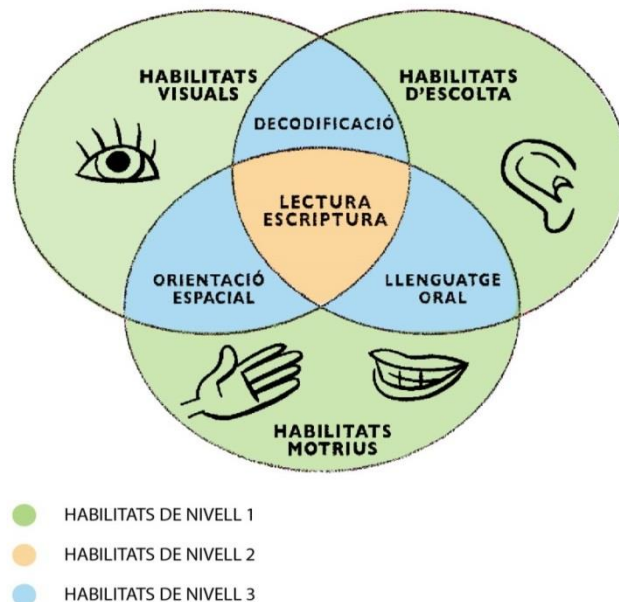 HABILITATS
VISUALS
HABILITATS
D'ESCOLTA
DECODIFICACIÓ
LECTURA
ESCRIPTURA
ORIENTACIÓ
ESPACIAL
LLENGUATGE
ORAL
HABILITATS
MOTRIUS
HABILITATS DE NIVELL 1
HABILITATS DE NIVELL 2
HABILITATS DE NIVELL 3